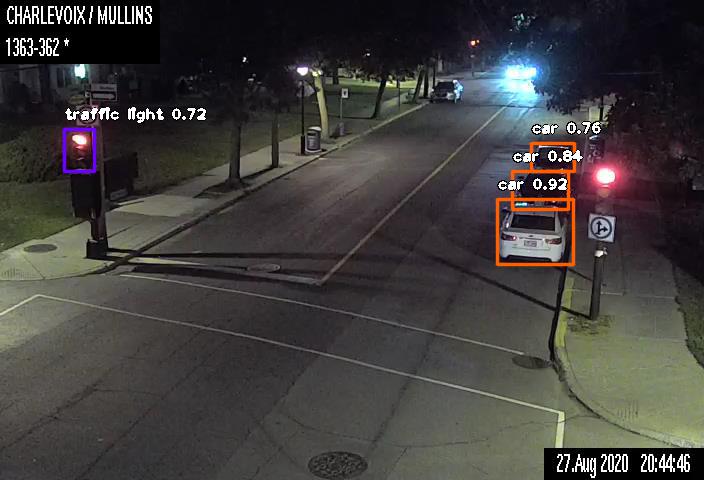 CHARLEVOIX / MULLINS
1363-362 *
traffic light 0.72
car 0.76
car 0.84
car 0.92
27.Aug 2020 20:44:46